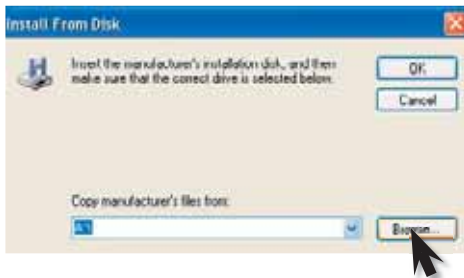 Install From Disk
Insert the manufacturer's installation disk, and then
make sure that the correct drive is selected below.
OK
Cancel
Copy manufacturer's files from:
A:\
Browse...